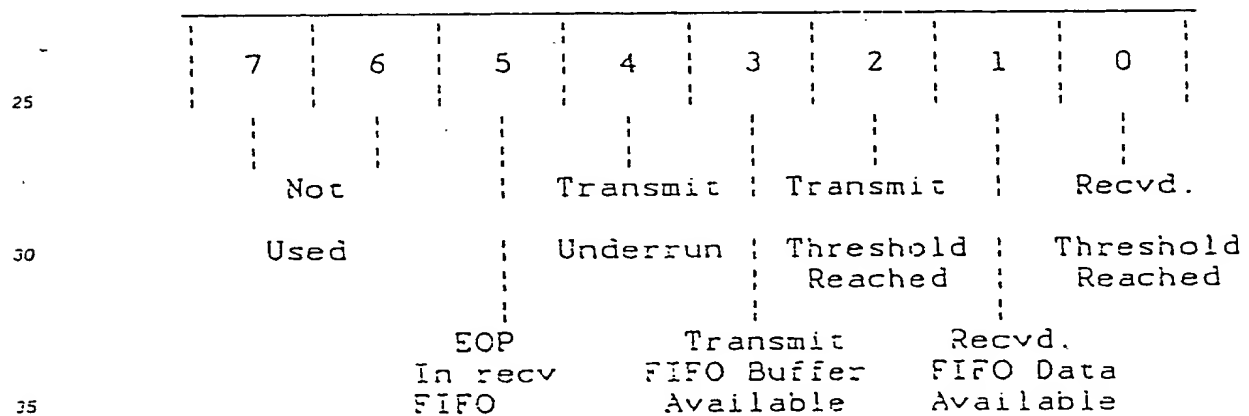 7 6 5 4 3 2 1 0
25
Not Transmit Transmit Recvd.
30 Used Underrun Threshold Threshold
Reached Reached
EOP Transmit Recvd.
In recv FIFO Buffer FIFO Data
35 FIFO Available Available